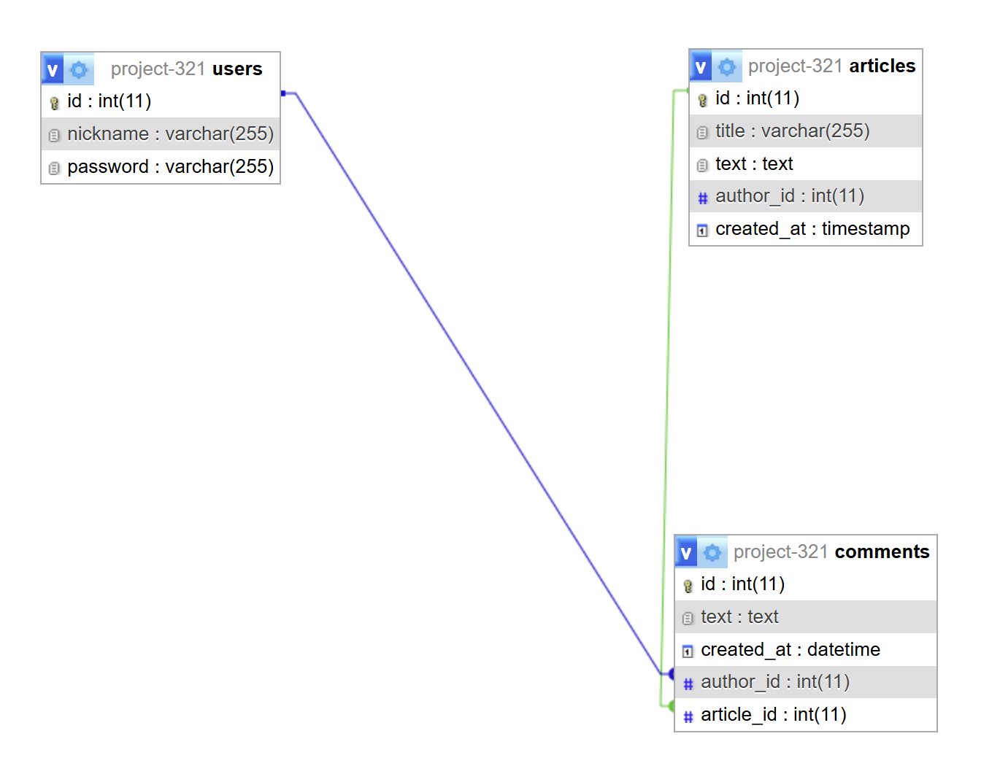 v project-321 users
id : int(11)
nickname : varchar(255)
password : varchar(255)
v project-321 articles
id : int(11)
title : varchar(255)
text : text
# author_id : int(11)
created_at : timestamp
v project-321 comments
id : int(11)
text : text
created_at : datetime
# author_id : int(11)
# article_id : int(11)